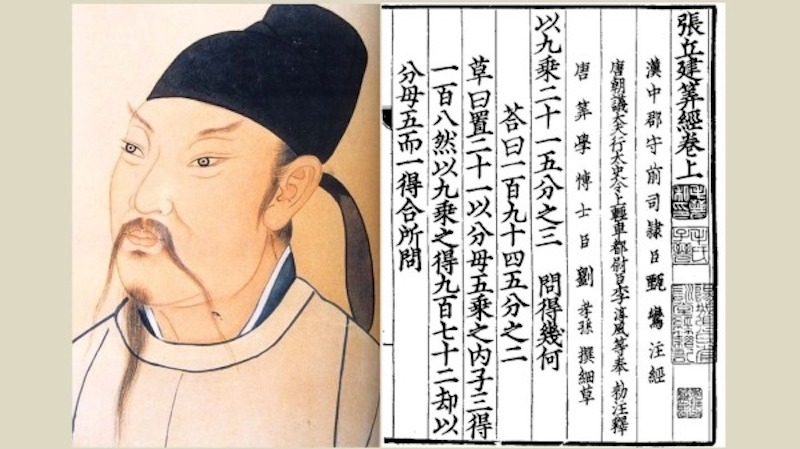 張丘建筭經卷上
漢中郡守前司隸臣甄鸞注經
唐朝議大夫行太史令上輕車都尉臣李淳風等奉 勅注釋
唐筭學博士臣劉孝孫撰細草
以九乘二十一五分之三 問得幾何
荅曰一百九十四五分之二
草曰置二十一以分母五乘之内子三得
一百八然以九乘之得九百七十二却以
分母五而一得合所問